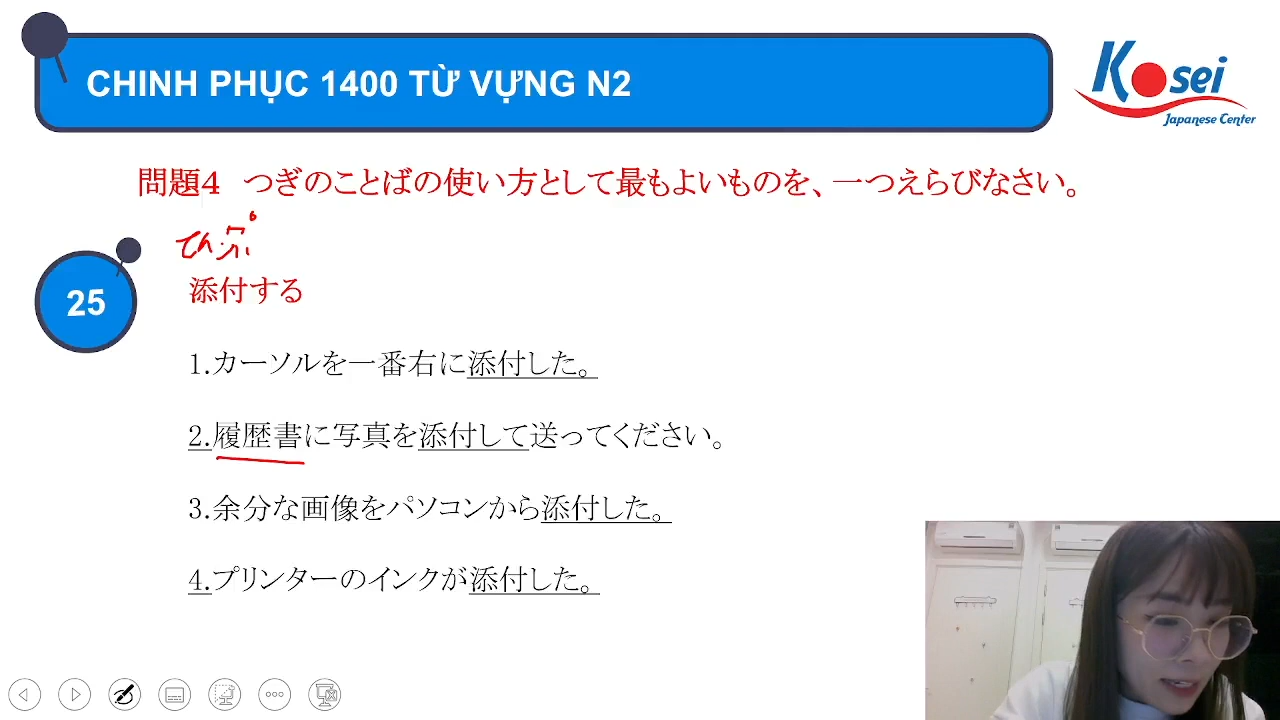 CHINH PHỤC 1400 TỪ VỰNG N2
Kosei
Japanese Center
問題4 つぎのことばの使い方として最もよいものを、一つえらびなさい。
25
添付する
1.カーソルを一番右に添付した。
2.履歴書に写真を添付して送ってください。
3.余分な画像をパソコンから添付した。
4.プリンターのインクが添付した。